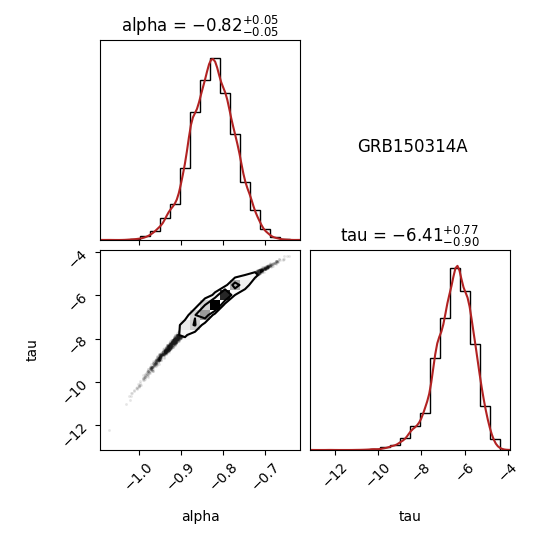 alpha = −0.82+0.05−0.05
GRB150314A
tau = −6.41+0.77−0.90
−4
−6
−8
−10
−12
tau
−1.0 −0.9 −0.8 −0.7
−12 −10 −8 −6 −4
alpha
tau